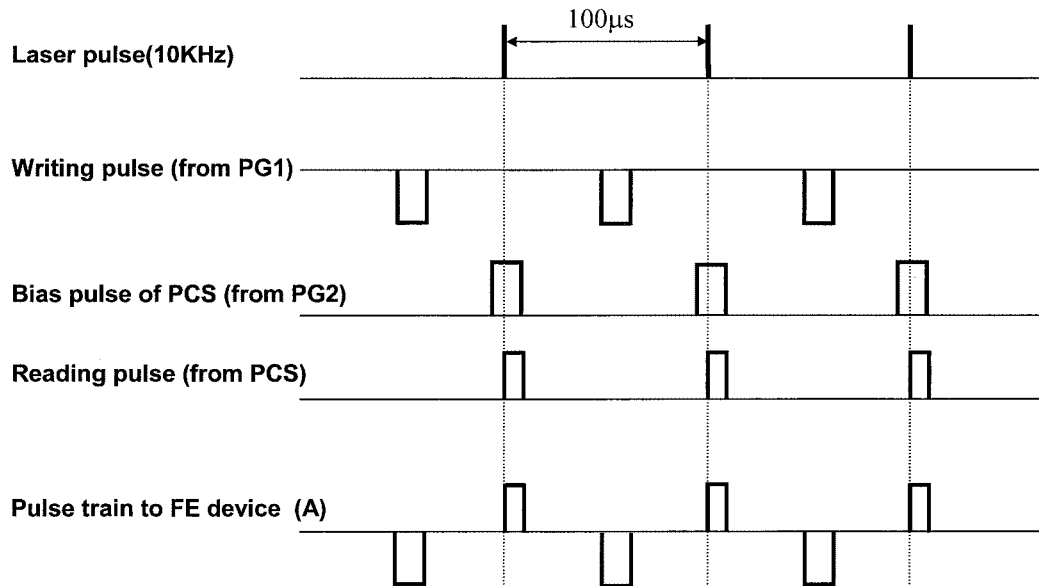 100μs
Laser pulse(10KHz)
Writing pulse (from PG1)
Bias pulse of PCS (from PG2)
Reading pulse (from PCS)
Pulse train to FE device (A)